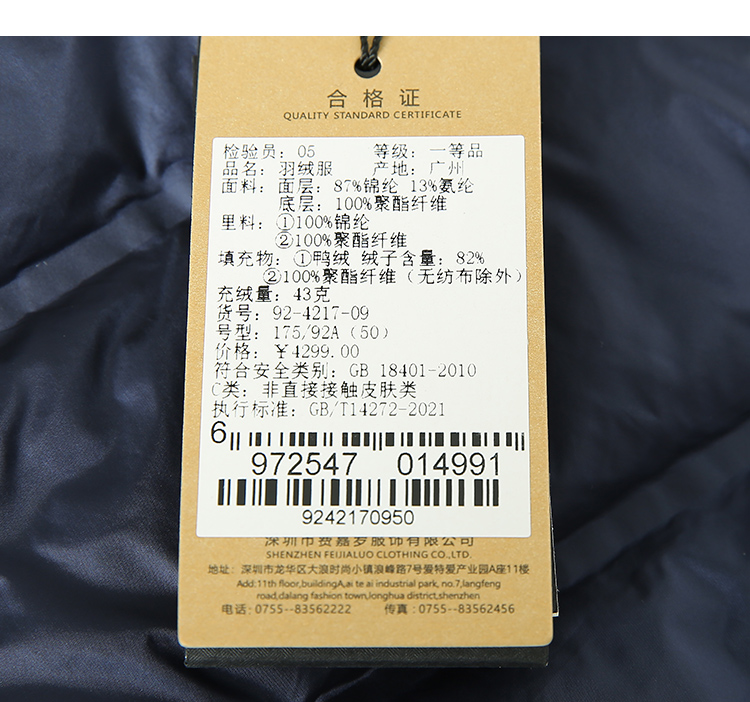 合格证
QUALITY STANDARD CERTIFICATE
检验员：05 等级：一等品
品名：羽绒服 产地：广州
面料：面层：87%锦纶 13%氨纶
底层：100%聚酯纤维
里料：①100%锦纶
②100%聚酯纤维
填充物：①鸭绒 绒子含量：82%
②100%聚酯纤维（无纺布除外）
充绒量：43克
货号：92-4217-09
号型：175/92A（50）
价格：￥4299.00
符合安全类别：GB 18401-2010
C类：非直接接触皮肤类
执行标准：GB/T14272-2021
6 972547 014991
9242170950
深圳市费嘉罗服饰有限公司
SHENZHEN FEIJIALUO CLOTHING CO.,LTD.
地址：深圳市龙华区大浪时尚小镇浪峰路7号爱特爱产业园A座11楼
Add:11th floor,buildingA,ai te ai industrial park, no.7,langfeng
road,dalang fashion town,longhua district,shenzhen
电话：0755--83562222 传真：0755--83562456